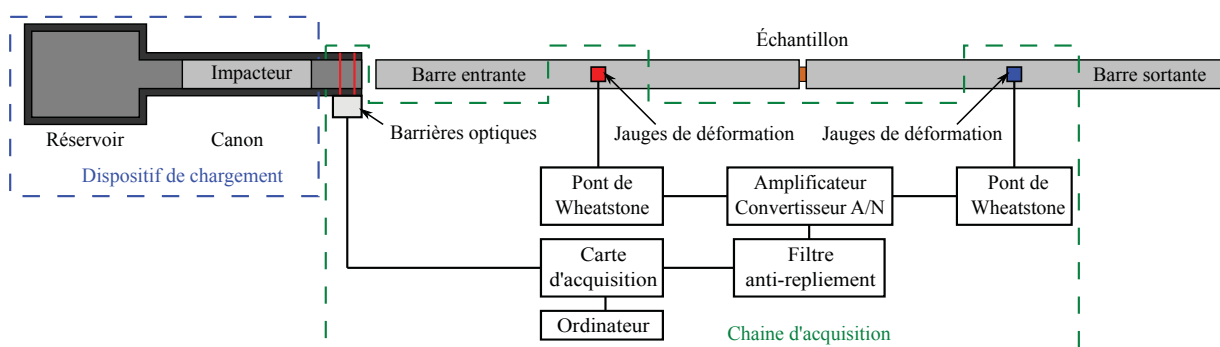 Échantillon
Impacteur
Barre entrante
Barre sortante
Réservoir
Canon
Barrières optiques
Jauges de déformation
Jauges de déformation
Dispositif de chargement
Pont de
Wheatstone
Amplificateur
Convertisseur A/N
Pont de
Wheatstone
Carte
d'acquisition
Filtre
anti-repliement
Ordinateur
Chaine d'acquisition